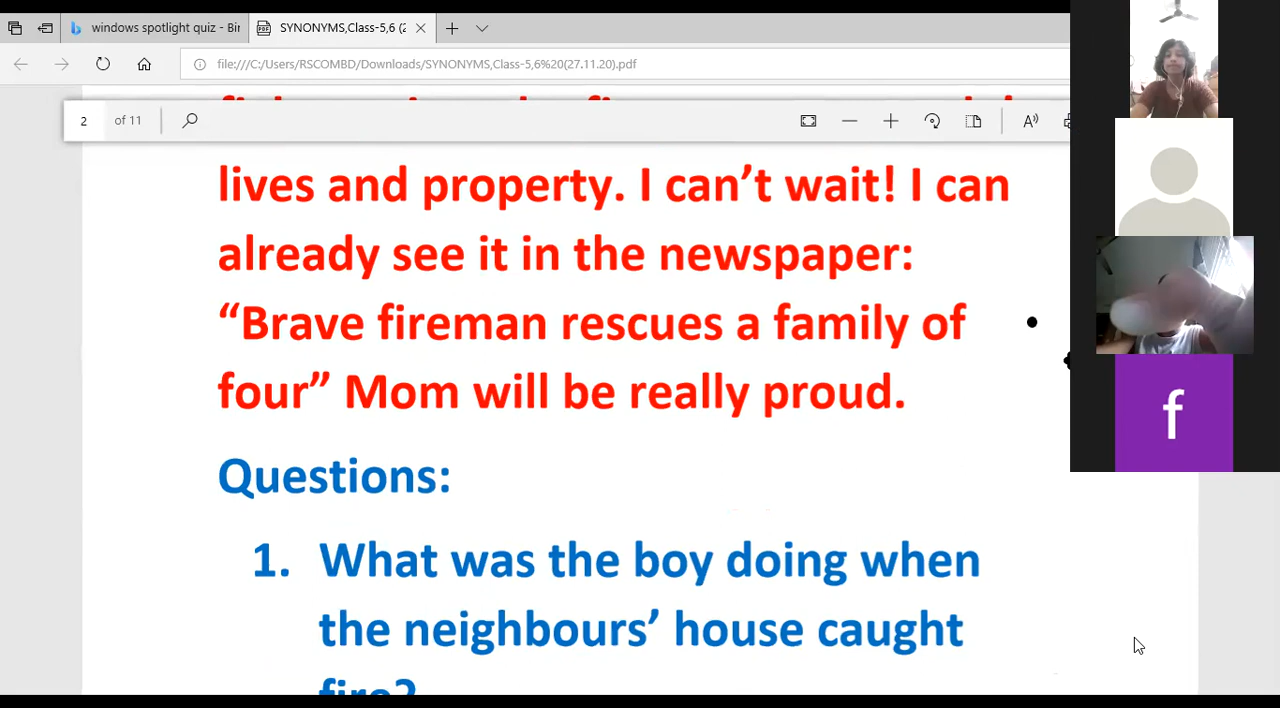 windows spotlight quiz - Bir
SYNONYMS,Class-5,6 (2
file:///C:/Users/RSCOMBD/Downloads/SYNONYMS,Class-5,6%20(27.11.20).pdf
2 of 11
lives and property. I can’t wait! I can
already see it in the newspaper:
“Brave fireman rescues a family of
four” Mom will be really proud.
Questions:
1. What was the boy doing when
the neighbours’ house caught
fire?
f